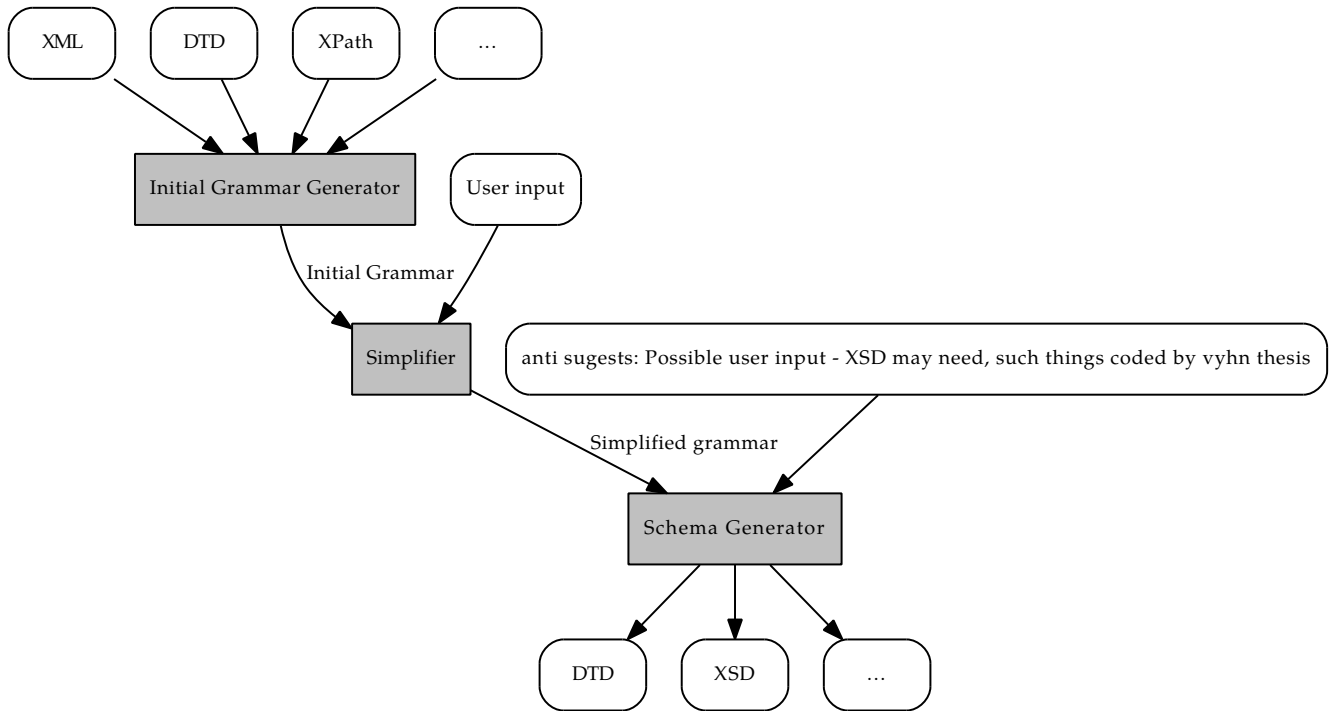 XML
DTD
XPath
...
Initial Grammar Generator
User input
Initial Grammar
Simplifier
anti sugests: Possible user input - XSD may need, such things coded by vyhn thesis
Simplified grammar
Schema Generator
DTD
XSD
...